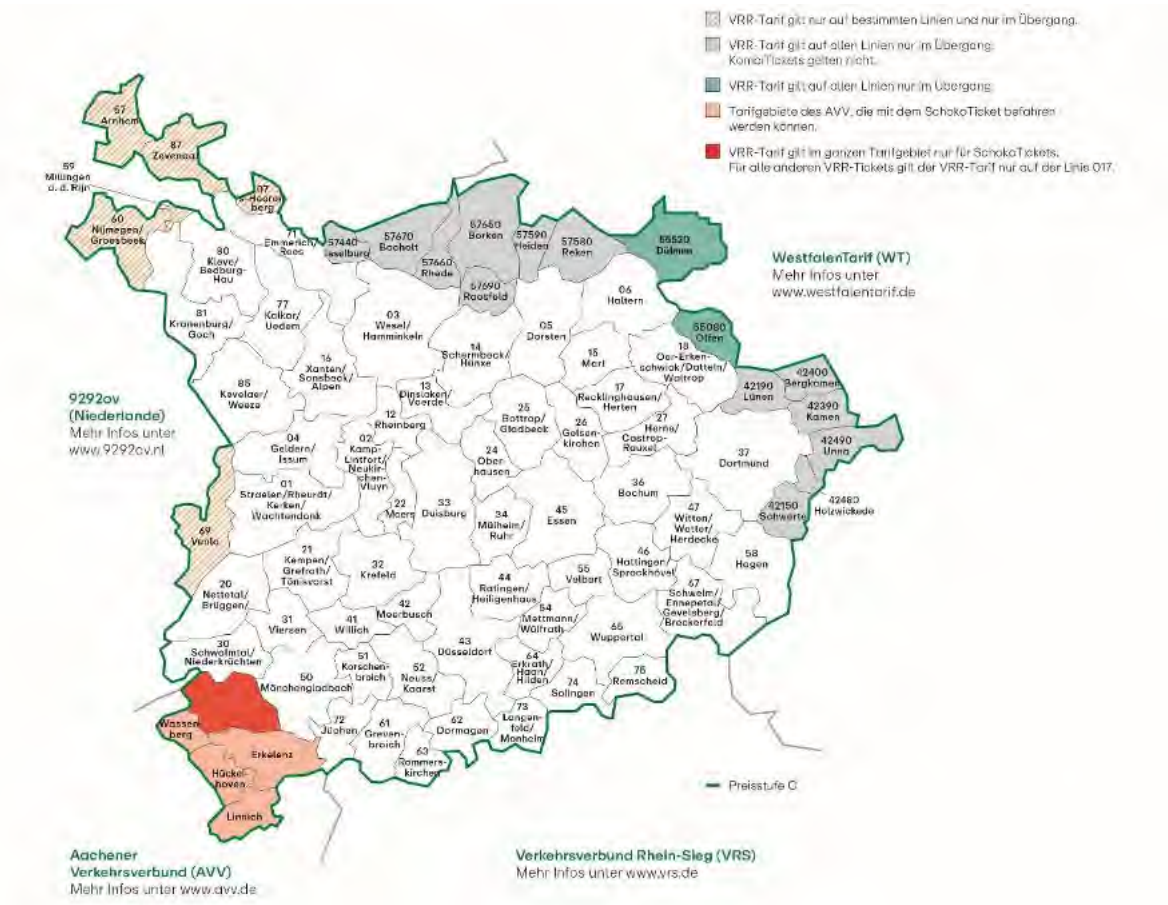 VRR-Tarif gilt nur auf bestimmten Linien und nur im Übergang.
VRR-Tarif gilt auf allen Linien nur im Übergang.
KombiTickets gelten nicht.
VRR-Tarif gilt auf allen Linien nur im Übergang
Tarifgebiete des AVV, die mit dem SchokoTicket befahren
werden können.
VRR-Tarif gilt im ganzen Tarifgebiet nur für SchokoTickets.
Für alle anderen VRR-Tickets gilt der VRR-Tarif nur auf der Linie 017.
57
Arnhem
87
Zevenaar
59
Millingen
a. d. Rijn
97
's-Heeren
berg
60
Nijmegen/
Groesbeek
Emmerich/
Rees
57440
Isselburg
57670
Bocholt
57660
Rhede
57650
Borken
57690
Raesfeld
57590
Heiden
57580
Reken
55520
Dülmen
WestfalenTarif (WT)
Mehr Infos unter
www.westfalentarif.de
80
Kleve/
Bedburg-
Hau
81
Kranenburg/
Goch
77
Kalkar/
Uedem
03
Wesel/
Hamminkeln
06
Haltern
05
Dorsten
14
Schermbeck/
Hünxe
15
Marl
55080
Olfen
18
Oer-Erken-
schwick/Datteln/
Waltrop
42400
Bergkamen
42190
Lünen
42390
Kamen
42490
Unna
42480
Holzwickede
42150
Schwerte
16
Xanten/
Sonsbeck/
Alpen
85
Kevelaer/
Weeze
9292ov
(Niederlande)
Mehr Infos unter
www.9292ov.nl
13
Dinslaken/
Voerde
12
Rheinberg
25
Bottrop/
Gladbeck
17
Recklinghausen/
Herten
26
Gelsen-
kirchen
27
Herne/
Castrop-
Rauxel
37
Dortmund
04
Geldern/
Issum
02
Kamp-
Lintfort/
Neukir-
chen-
Vluyn
24
Ober-
hausen
01
Straelen/Rheurdt/
Kerken/
Wachtendonk
22
Moers
33
Duisburg
34
Mülheim/
Ruhr
45
Essen
36
Bochum
47
Witten/
Wetter/
Herdecke
69
Venlo
21
Kempen/
Grefrath/
Tönisvorst
32
Krefeld
46
Hattingen/
Sprockhövel
58
Hagen
20
Nettetal/
Brüggen/
44
Ratingen/
Heiligenhaus
55
Velbert
67
Schwelm/
Ennepetal/
Gevelsberg/
Breckerfeld
31
Viersen
41
Willich
42
Meerbusch
54
Mettmann/
Wülfrath
65
Wuppertal
30
Schwalmtal/
Niederkrüchten
43
Düsseldorf
50
Mönchengladbach
51
Korschen-
broich
52
Neuss/
Kaarst
64
Erkrath/
Haan/
Hilden
74
Solingen
76
Remscheid
Wassen
berg
Erkelenz
Hückel-
hoven
Linnich
72
Jüchen
61
Greven-
broich
62
Dormagen
63
Rommers-
kirchen
73
Langen-
feld/
Monheim
Preisstufe
Aachener
Verkehrsverbund (AVV)
Mehr Infos unter www.avv.de
Verkehrsverbund Rhein-Sieg (VRS)
Mehr Infos unter www.vrs.de